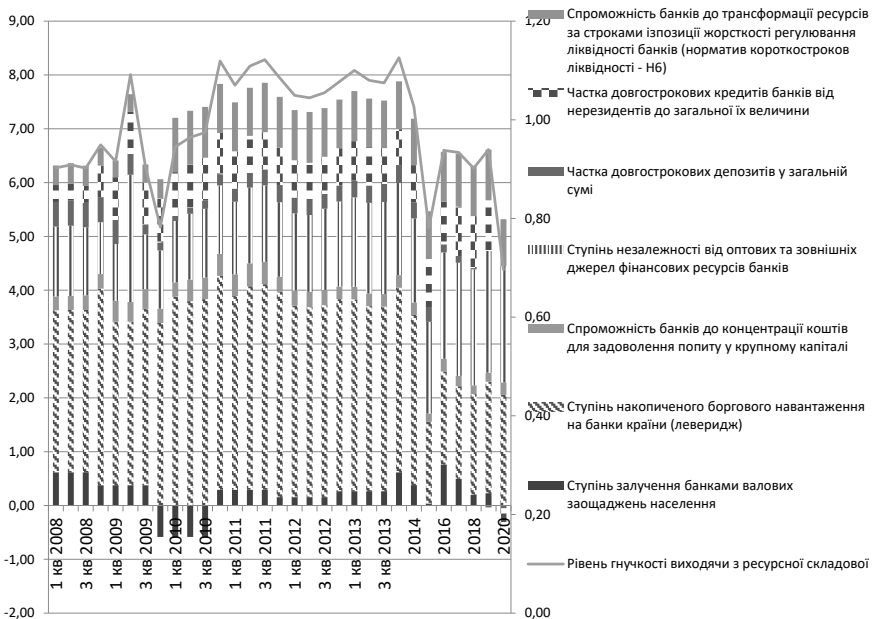 9,00
8,00
7,00
6,00
5,00
4,00
3,00
2,00
1,00
0,00
-1,00
-2,00
1 кв 2008
3 кв 2008
1 кв 2009
3 кв 2009
1 кв 2010
3 кв 2010
1 кв 2011
3 кв 2011
1 кв 2012
3 кв 2012
1 кв 2013
3 кв 2013
2014
2016
2018
2020
1,20
1,00
0,80
0,60
0,40
0,20
0,00
Спроможність банків до трансформації ресурсів
за строками ізпозиції жорсткості регулювання
ліквідності банків (норматив короткостроков
ліквідності - Н6)
Частка довгострокових кредитів банків від
нерезидентів до загальної їх величини
Частка довгострокових депозитів у загальній
сумі
Ступінь незалежності від оптових та зовнішніх
джерел фінансових ресурсів банків
Спроможність банків до концентрації коштів
для задоволення попиту у крупному капіталі
Ступінь накопиченого боргового навантаження
на банки країни (леверидж)
Ступінь залучення банками валових
заощаджень населення
Рівень гнучкості виходячи з ресурсної складової